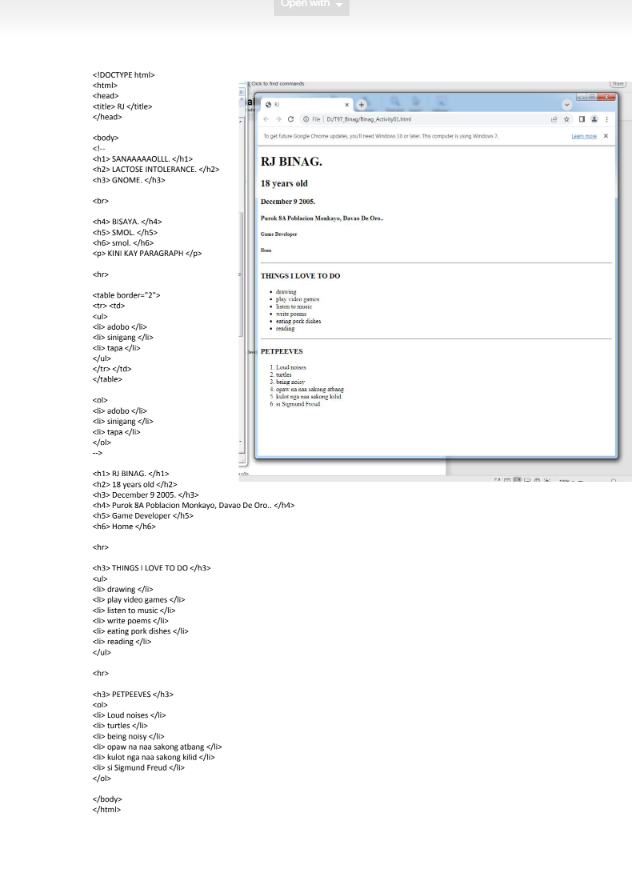 Open with
<!DOCTYPE html>
<html>
<head>
<title> RJ </title>
</head>
<body>
<!--
<h1> SANAAAAAOLLL. </h1>
<h2> LACTOSE INTOLERANCE. </h2>
<h3> GNOME. </h3>
<br>
<h4> BISAYA. </h4>
<h5> SMOL. </h5>
<h6> smol. </h6>
<p> KINI KAY PARAGRAPH </p>
<hr>
<table border="2">
<tr> <td>
<ul>
<li> adobo </li>
<li> sinigang </li>
<li> tapa </li>
</ul>
</tr> </td>
</table>
<ol>
<li> adobo </li>
<li> sinigang </li>
<li> tapa </li>
</ol>
-->
<h1> RJ BINAG. </h1>
<h2> 18 years old </h2>
<h3> December 9 2005. </h3>
<h4> Purok 8A Poblacion Monkayo, Davao De Oro.. </h4>
<h5> Game Developer </h5>
<h6> Home </h6>
<hr>
<h3> THINGS I LOVE TO DO </h3>
<ul>
<li> drawing </li>
<li> play video games </li>
<li> listen to music </li>
<li> write poems </li>
<li> eating pork dishes </li>
<li> reading </li>
</ul>
<hr>
<h3> PETPEEVES </h3>
<ol>
<li> Loud noises </li>
<li> turtles </li>
<li> being noisy </li>
<li> opaw na naa sakong atbang </li>
<li> kulot nga naa sakong kilid </li>
<li> si Sigmund Freud </li>
</ol>
</body>
</html>
Click to find commands
RJ
File | D:/T9T_Binag/Binag_Activity01.html
To get future Google Chrome updates, you'll need Windows 10 or later. This computer is using Windows 7.
Learn more
RJ BINAG.
18 years old
December 9 2005.
Purok 8A Poblacion Monkayo, Davao De Oro..
Game Developer
Home
THINGS I LOVE TO DO
• drawing
• play video games
• listen to music
• write poems
• eating pork dishes
• reading
PETPEEVES
1. Loud noises
2. turtles
3. being noisy
4. opaw na naa sakong atbang
5. kulot nga naa sakong kilid
6. si Sigmund Freud